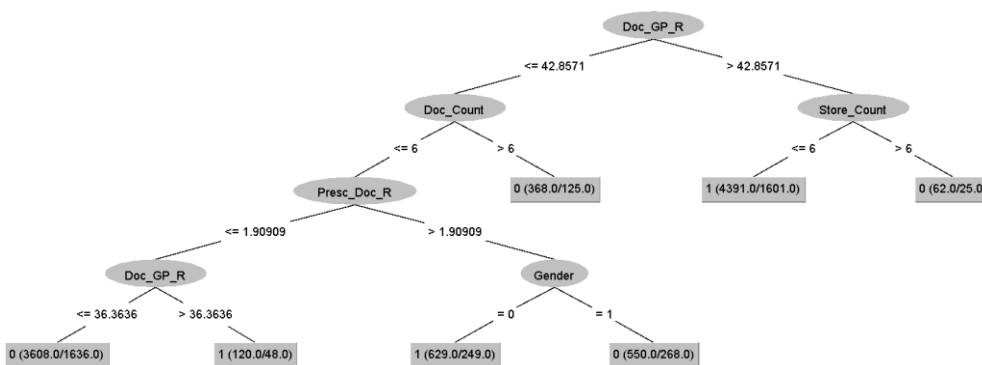 Doc_GP_R
<= 42.8571 > 42.8571
Doc_Count Store_Count
<= 6 > 6 <= 6 > 6
Presc_Doc_R 0 (368.0/125.0) 1 (4391.0/1601.0) 0 (62.0/25.0
<= 1.90909 > 1.90909
Doc_GP_R Gender
<= 36.3636 > 36.3636 = 0 = 1
0 (3608.0/1636.0) 1 (120.0/48.0) 1 (629.0/249.0) 0 (550.0/268.0)